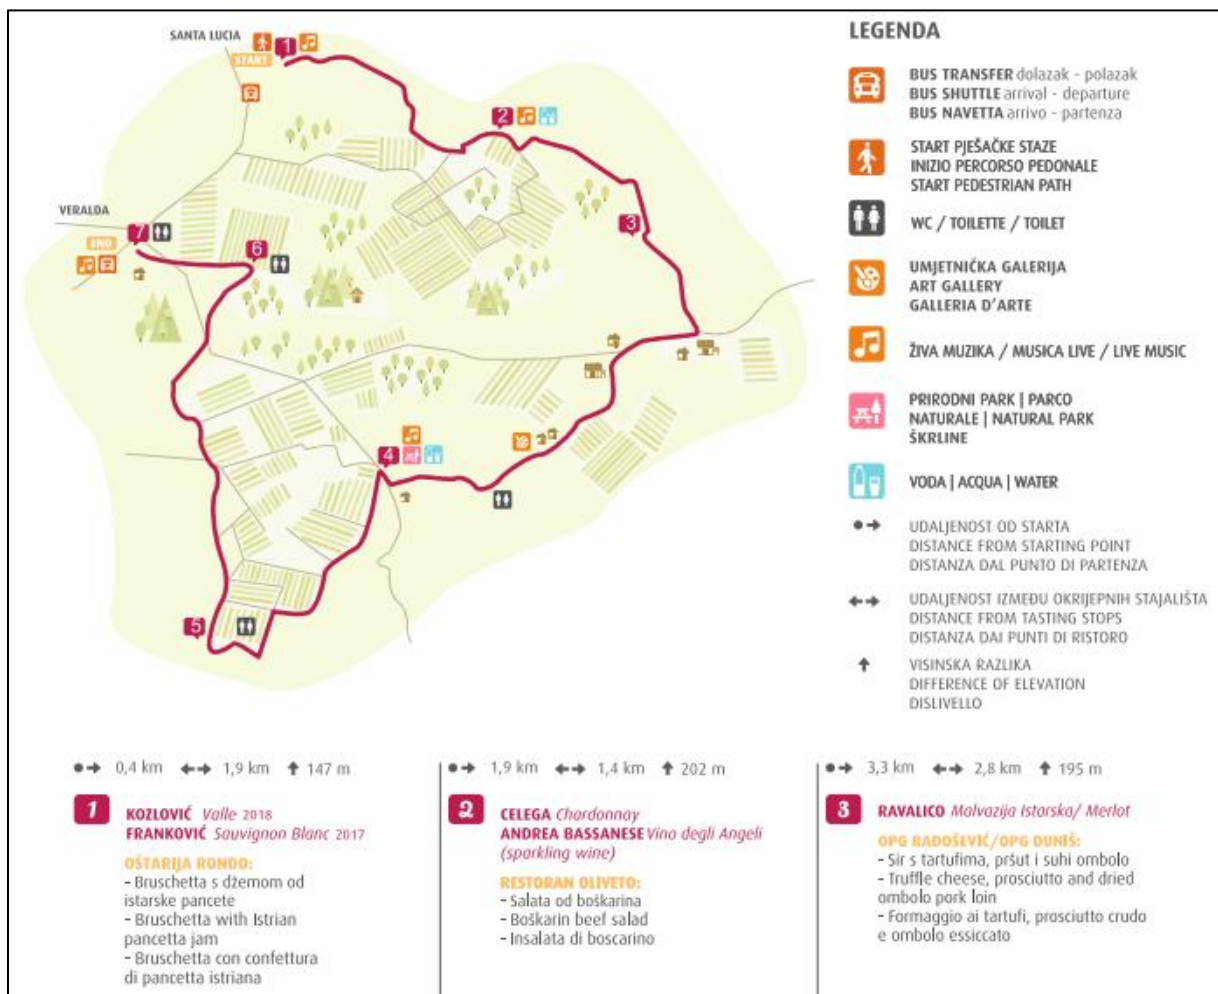 SANTA LUCIA
START
1
2
3
VERALDA
END
7
6
4
5
LEGENDA
BUS TRANSFER dolazak - polazak
BUS SHUTTLE arrival - departure
BUS NAVETTA arrivo - partenza
START PJEŠAČKE STAZE
INIZIO PERCORSO PEDONALE
START PEDESTRIAN PATH
WC / TOILETTE / TOILET
UMJETNIČKA GALERIJA
ART GALLERY
GALLERIA D'ARTE
ŽIVA MUZIKA / MUSICA LIVE / LIVE MUSIC
PRIRODNI PARK | PARCO
NATURALE | NATURAL PARK
ŠKRLINE
VODA | ACQUA | WATER
UDALJENOST OD STARTA
DISTANCE FROM STARTING POINT
DISTANZA DAL PUNTO DI PARTENZA
UDALJENOST IZMEĐU OKRIJEPNIH STAJALIŠTA
DISTANCE FROM TASTING STOPS
DISTANZA DAI PUNTI DI RISTORO
VISINSKA RAZLIKA
DIFFERENCE OF ELEVATION
DISLIVELLO
0,4 km 1,9 km 147 m
1
KOZLOVIĆ Valle 2018
FRANKOVIĆ Sauvignon Blanc 2017
OŠTARIJA RONDO:
- Bruschetta s džemom od
istarske pancete
- Bruschetta with Istrian
pancetta jam
- Bruschetta con confettura
di pancetta istriana
1,9 km 1,4 km 202 m
2
CELEGA Chardonnay
ANDREA BASSANESE Vino degli Angeli
(sparkling wine)
RESTORAN OLIVETO:
- Salata od boškarina
- Boškarin beef salad
- Insalata di boscarino
3,3 km 2,8 km 195 m
3
RAVALICO Malvazija Istarska/ Merlot
OPG RADOŠEVIĆ/OPG DUNIŠ:
- Sir s tartufima, pršut i suhi ombolo
- Truffle cheese, prosciutto and dried
ombolo pork loin
- Formaggio ai tartufi, prosciutto crudo
e ombolo essiccato